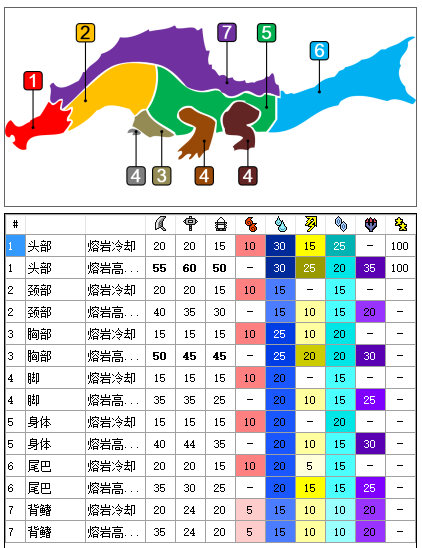 2
7
5
6
1
4
3
4
4
#
1 头部 熔岩冷却 20 20 15 10 30 15 25 – 100
1 头部 熔岩高... 55 60 50 – 30 25 20 35 100
2 颈部 熔岩冷却 20 20 15 10 15 – 15 – –
2 颈部 熔岩高... 40 35 30 – 15 10 15 20 –
3 胸部 熔岩冷却 15 15 15 10 25 10 20 – –
3 胸部 熔岩高... 50 45 45 – 25 20 20 30 –
4 脚 熔岩冷却 15 15 15 10 20 – 15 – –
4 脚 熔岩高... 35 35 25 – 20 10 15 25 –
5 身体 熔岩冷却 15 15 15 10 20 – 20 – –
5 身体 熔岩高... 40 44 35 – 20 10 15 30 –
6 尾巴 熔岩冷却 20 20 15 10 20 5 15 – –
6 尾巴 熔岩高... 35 30 25 – 20 15 15 25 –
7 背鳍 熔岩冷却 20 24 20 5 15 10 10 20 –
7 背鳍 熔岩高... 35 24 20 5 15 10 10 20 –